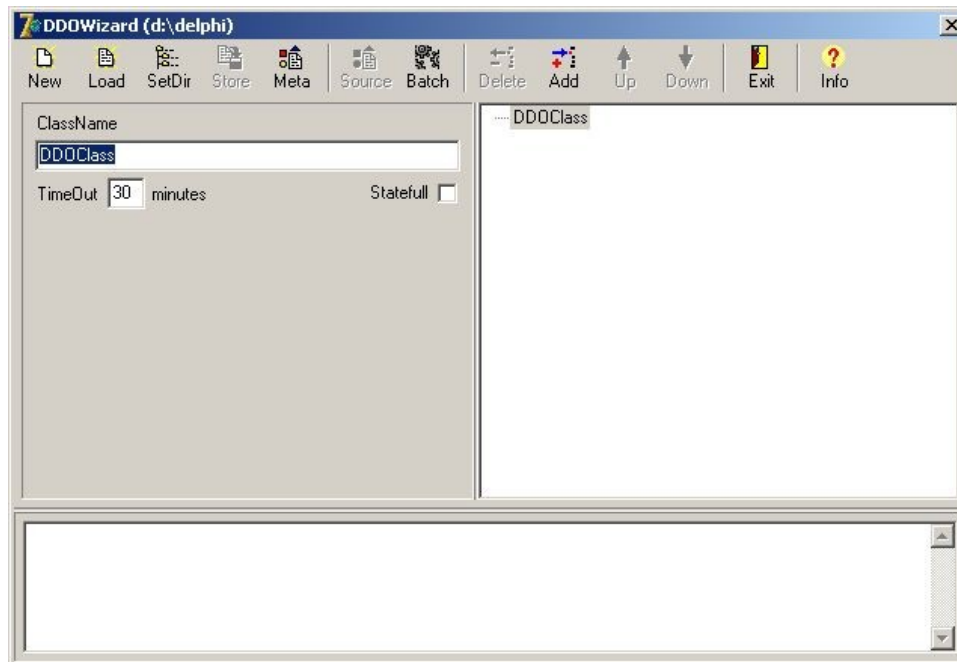 DDOWizard (d:\delphi)
New Load SetDir Store Meta Source Batch Delete Add Up Down Exit Info
ClassName
DDOClass
TimeOut 30 minutes Statefull
DDOClass